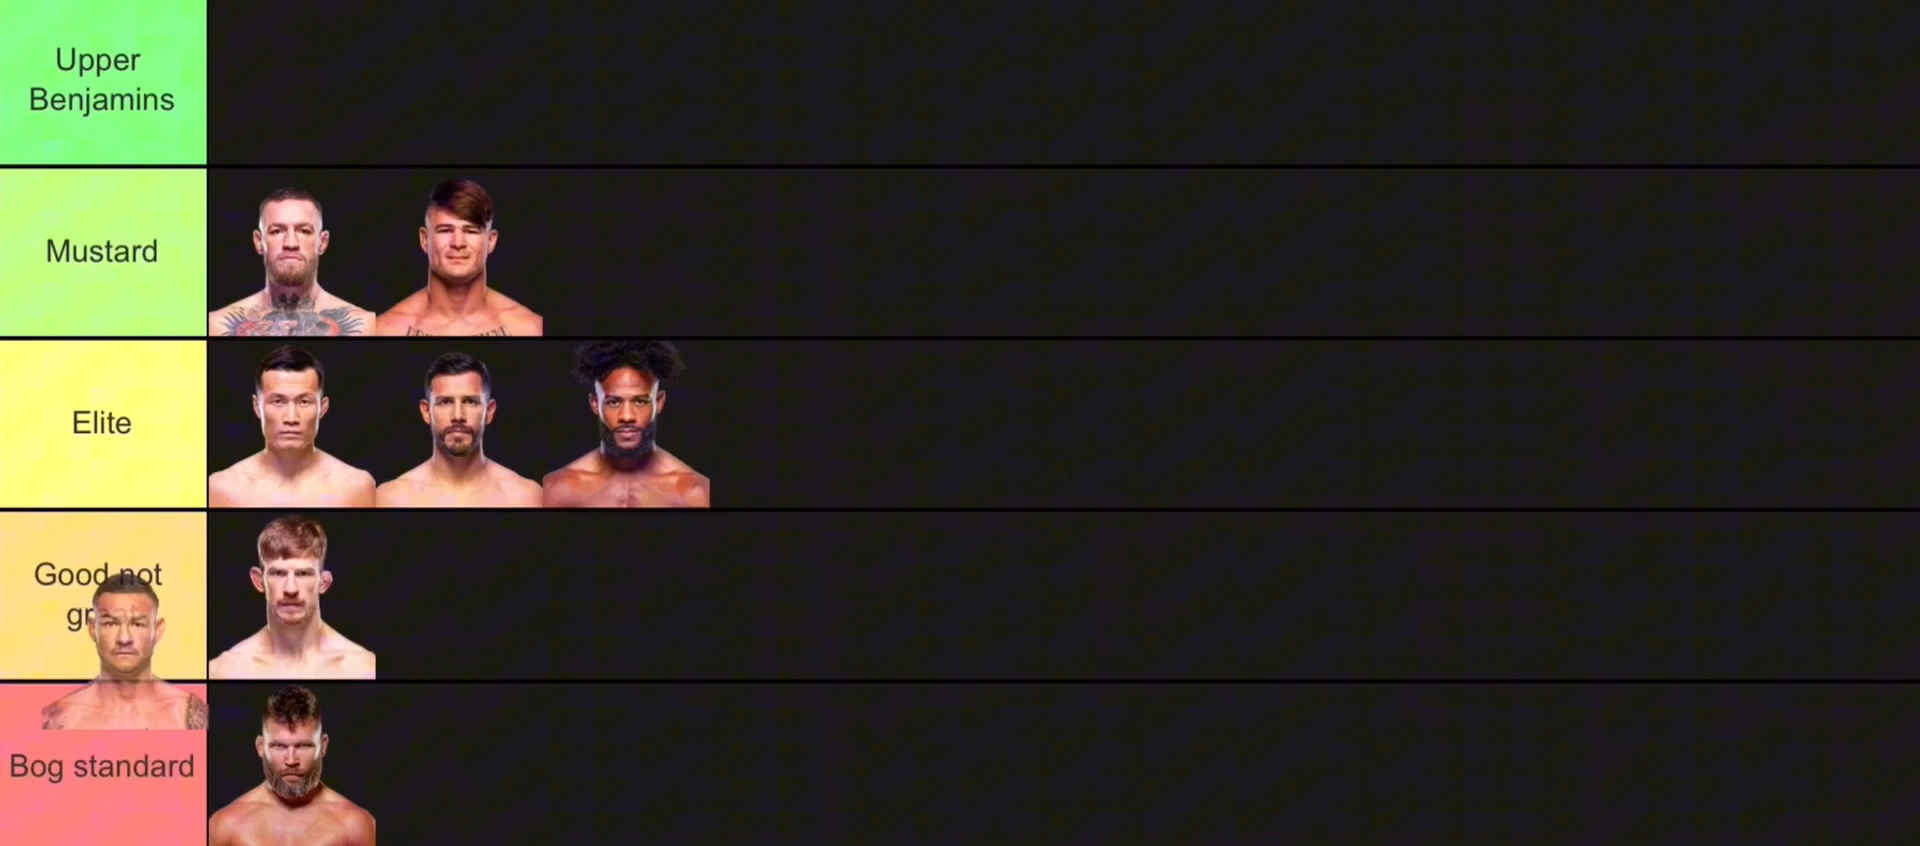 Upper
Benjamins
Mustard
Elite
Good not
Bog standard